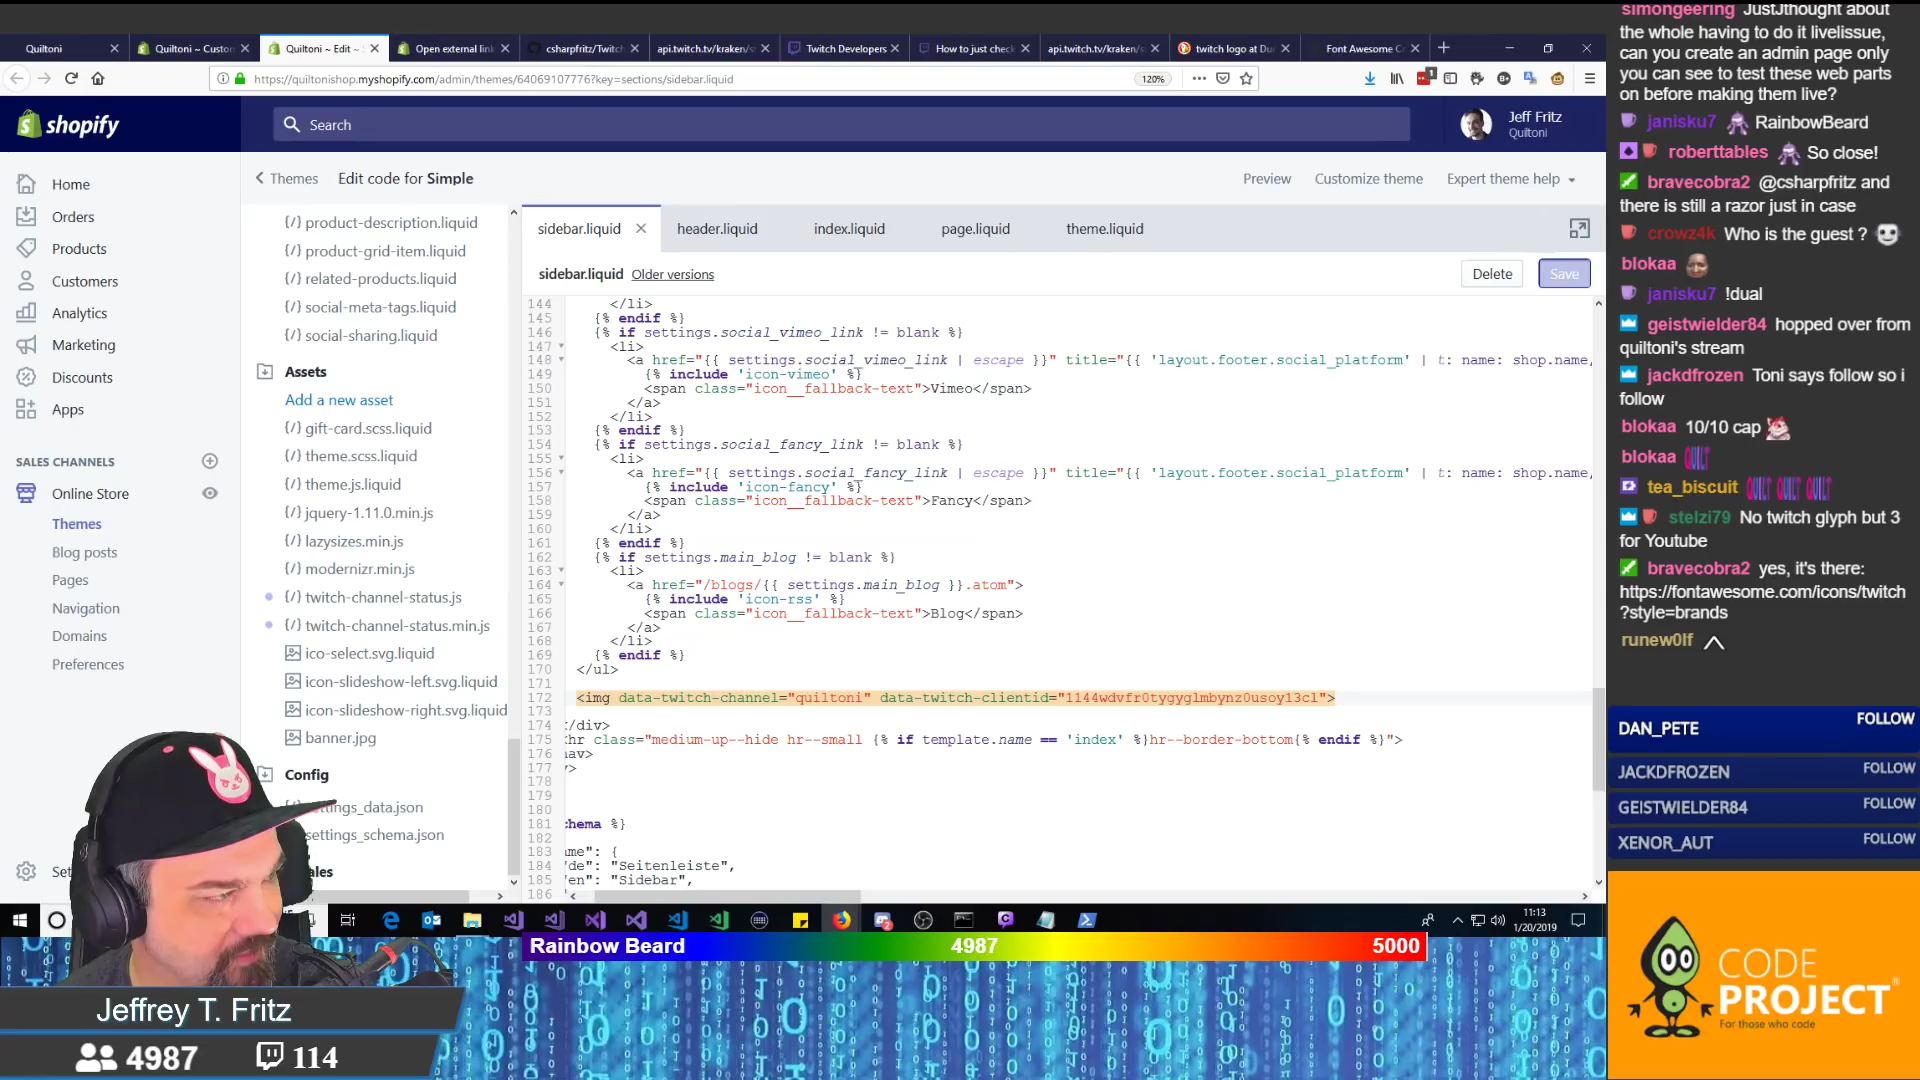 Quiltoni
Quiltoni ~ Custom
Quiltoni ~ Edit ~
Open external link
csharpfritz/Twitch
api.twitch.tv/kraken/s
Twitch Developers
How to just check
api.twitch.tv/kraken/s
twitch logo at Du
Font Awesome C
https://quiltonishop.myshopify.com/admin/themes/64069107776?key=sections/sidebar.liquid
120%
shopify
Search
Jeff Fritz
Quiltoni
Home
Orders
Products
Customers
Analytics
Marketing
Discounts
Apps
SALES CHANNELS
Online Store
Themes
Blog posts
Pages
Navigation
Domains
Preferences
Themes
Edit code for Simple
Preview
Customize theme
Expert theme help
{/} product-description.liquid
{/} product-grid-item.liquid
{/} related-products.liquid
{/} social-meta-tags.liquid
{/} social-sharing.liquid
Assets
Add a new asset
{/} gift-card.scss.liquid
{/} theme.scss.liquid
{/} theme.js.liquid
{/} jquery-1.11.0.min.js
{/} lazysizes.min.js
{/} modernizr.min.js
{/} twitch-channel-status.js
{/} twitch-channel-status.min.js
ico-select.svg.liquid
icon-slideshow-left.svg.liquid
icon-slideshow-right.svg.liquid
banner.jpg
Config
settings_data.json
settings_schema.json
sidebar.liquid
header.liquid
index.liquid
page.liquid
theme.liquid
sidebar.liquid Older versions
Delete
Save
144 </li>
145 {% endif %}
146 {% if settings.social_vimeo_link != blank %}
147 <li>
148 <a href="{{ settings.social_vimeo_link | escape }}" title="{{ 'layout.footer.social_platform' | t: name: shop.name,
149 {% include 'icon-vimeo' %}
150 <span class="icon__fallback-text">Vimeo</span>
151 </a>
152 </li>
153 {% endif %}
154 {% if settings.social_fancy_link != blank %}
155 <li>
156 <a href="{{ settings.social_fancy_link | escape }}" title="{{ 'layout.footer.social_platform' | t: name: shop.name,
157 {% include 'icon-fancy' %}
158 <span class="icon__fallback-text">Fancy</span>
159 </a>
160 </li>
161 {% endif %}
162 {% if settings.main_blog != blank %}
163 <li>
164 <a href="/blogs/{{ settings.main_blog }}.atom">
165 {% include 'icon-rss' %}
166 <span class="icon__fallback-text">Blog</span>
167 </a>
168 </li>
169 {% endif %}
170 </ul>
171
172 <img data-twitch-channel="quiltoni" data-twitch-clientid="1144wdvfr0tygyglmbynz0usoy13cl">
173
174 </div>
175 hr class="medium-up--hide hr--small {% if template.name == 'index' %}hr--border-bottom{% endif %}">
176 nav>
177 >
178
179
180
181 hema %}
182
183 ame": {
184 "de": "Seitenleiste",
185 "en": "Sidebar",
186
11:13
1/20/2019
simongeering JustJthought about
the whole having to do it livelissue,
can you create an admin page only
you can see to test these web parts
on before making them live?
janisku7 RainbowBeard
roberttables So close!
bravecobra2 @csharpfritz and
there is still a razor just in case
crowz4k Who is the guest ?
blokaa
janisku7 !dual
geistwielder84 hopped over from
quiltoni's stream
jackdfrozen Toni says follow so i
follow
blokaa 10/10 cap
blokaa QUILT
tea_biscuit QUILT QUILT QUILT
stelzi79 No twitch glyph but 3
for Youtube
bravecobra2 yes, it's there:
https://fontawesome.com/icons/twitch
?style=brands
runew0lf
DAN_PETE FOLLOW
JACKDFROZEN FOLLOW
GEISTWIELDER84 FOLLOW
XENOR_AUT FOLLOW
CODE
PROJECT®
For those who code
Rainbow Beard 4987 5000
Jeffrey T. Fritz
4987 114